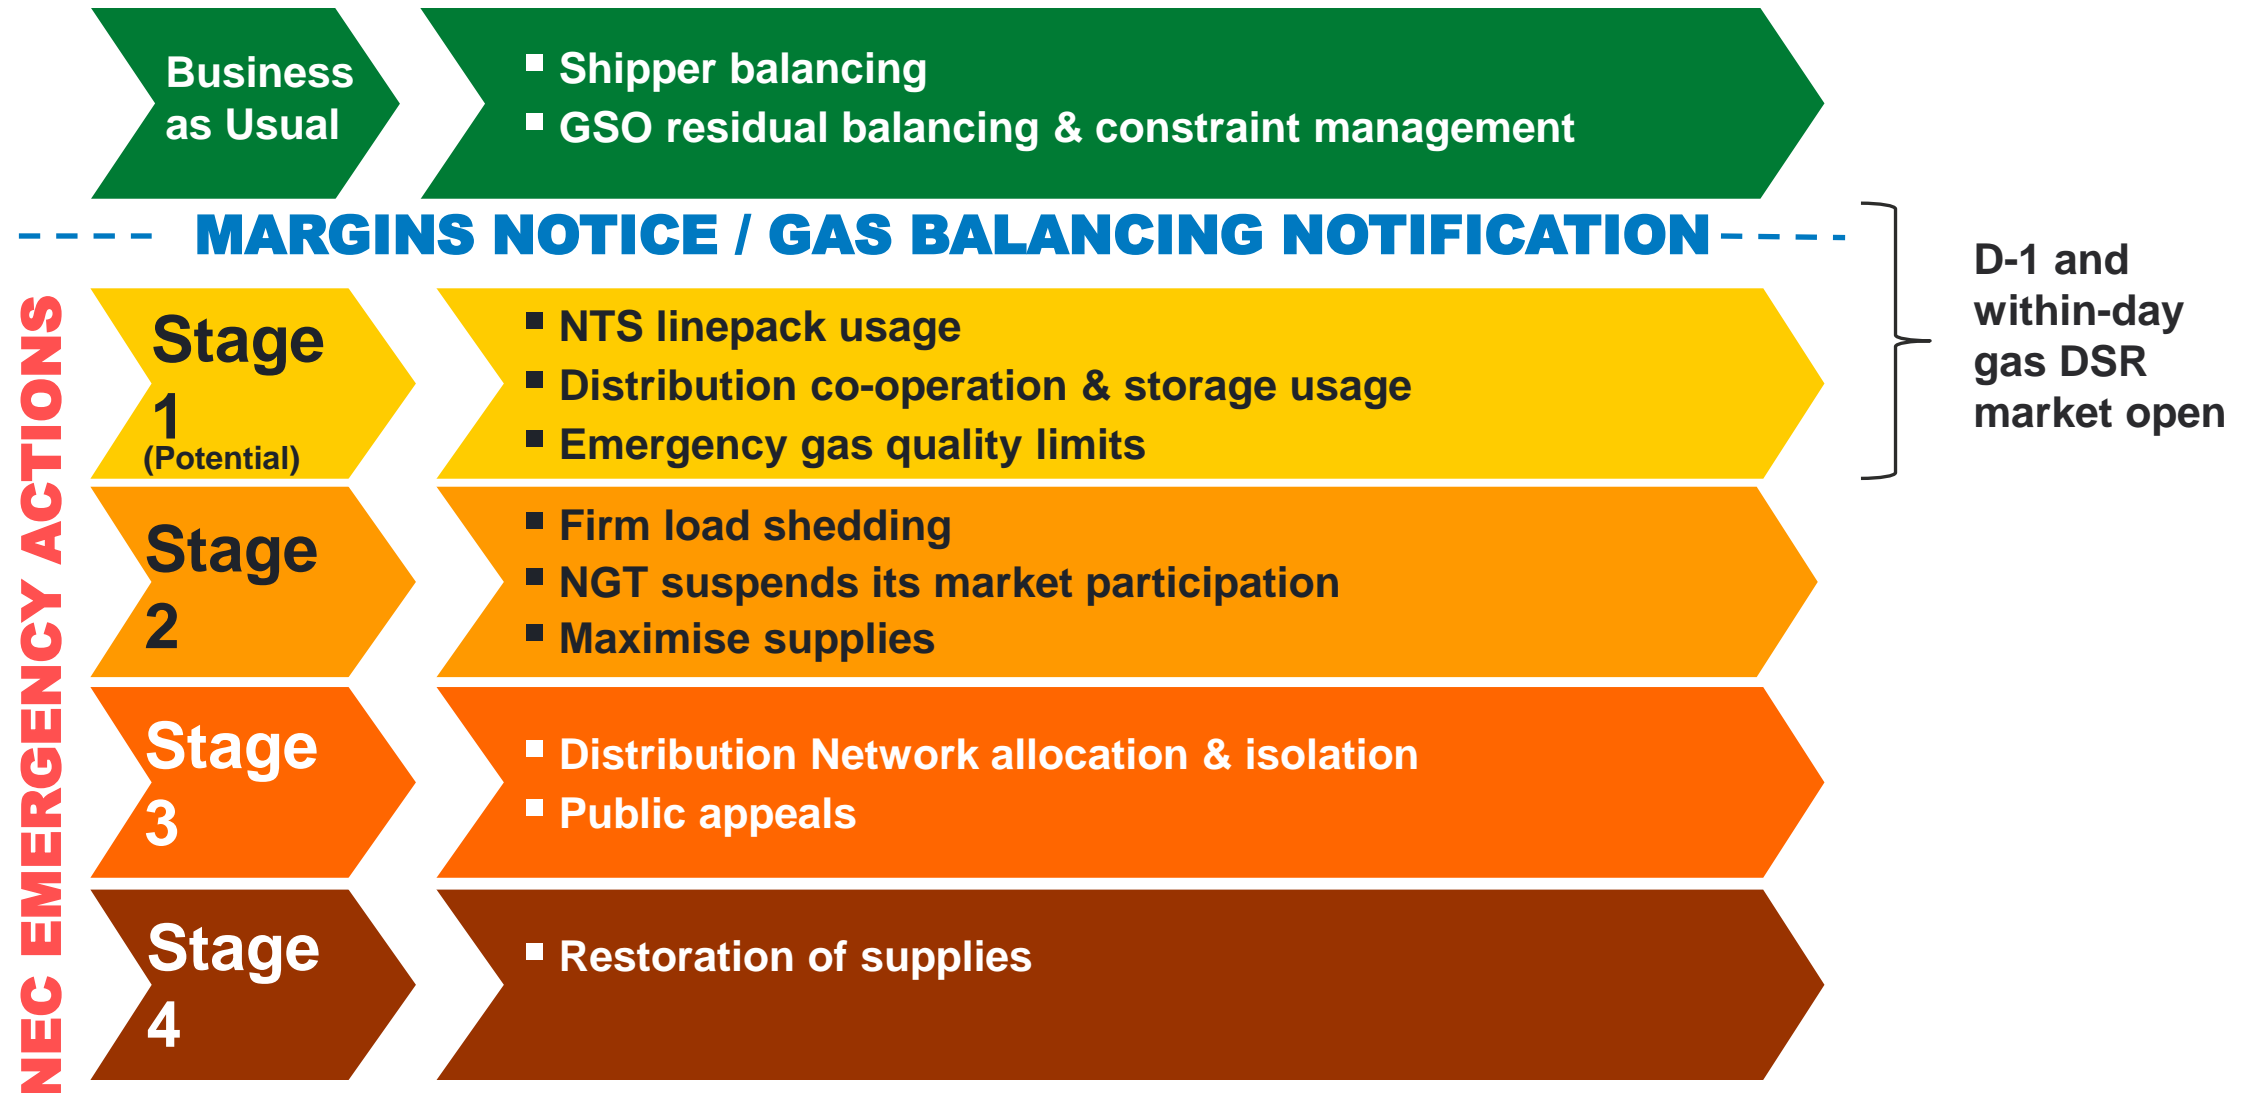 Business
as Usual
Shipper balancing
GSO residual balancing & constraint management
MARGINS NOTICE / GAS BALANCING NOTIFICATION
D-1 and
within-day
gas DSR
market open
NEC EMERGENCY ACTIONS
Stage
1
(Potential)
NTS linepack usage
Distribution co-operation & storage usage
Emergency gas quality limits
Stage
2
Firm load shedding
NGT suspends its market participation
Maximise supplies
Stage
3
Distribution Network allocation & isolation
Public appeals
Stage
4
Restoration of supplies